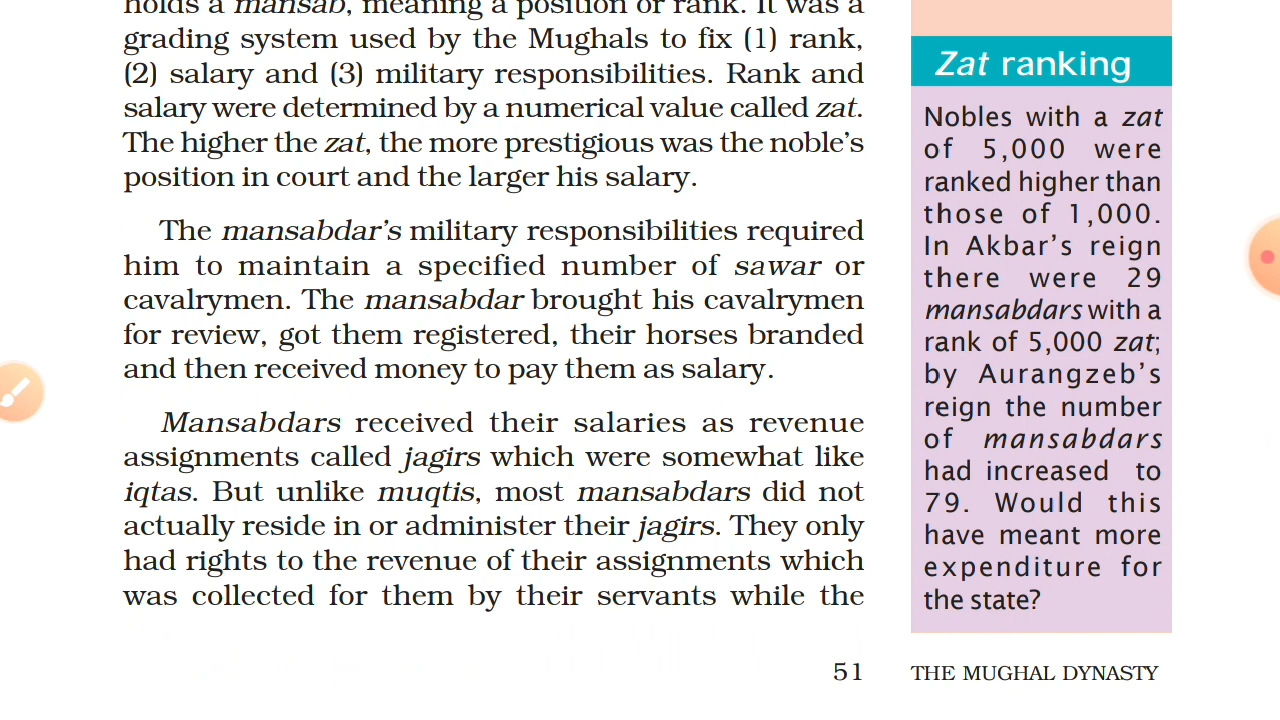 holds a mansab, meaning a position or rank. It was a
grading system used by the Mughals to fix (1) rank,
(2) salary and (3) military responsibilities. Rank and
salary were determined by a numerical value called zat.
The higher the zat, the more prestigious was the noble’s
position in court and the larger his salary.
The mansabdar’s military responsibilities required
him to maintain a specified number of sawar or
cavalrymen. The mansabdar brought his cavalrymen
for review, got them registered, their horses branded
and then received money to pay them as salary.
Mansabdars received their salaries as revenue
assignments called jagirs which were somewhat like
iqtas. But unlike muqtis, most mansabdars did not
actually reside in or administer their jagirs. They only
had rights to the revenue of their assignments which
was collected for them by their servants while the
Zat ranking
Nobles with a zat
of 5,000 were
ranked higher than
those of 1,000.
In Akbar’s reign
there were 29
mansabdars with a
rank of 5,000 zat;
by Aurangzeb’s
reign the number
of mansabdars
had increased to
79. Would this
have meant more
expenditure for
the state?
51
THE MUGHAL DYNASTY